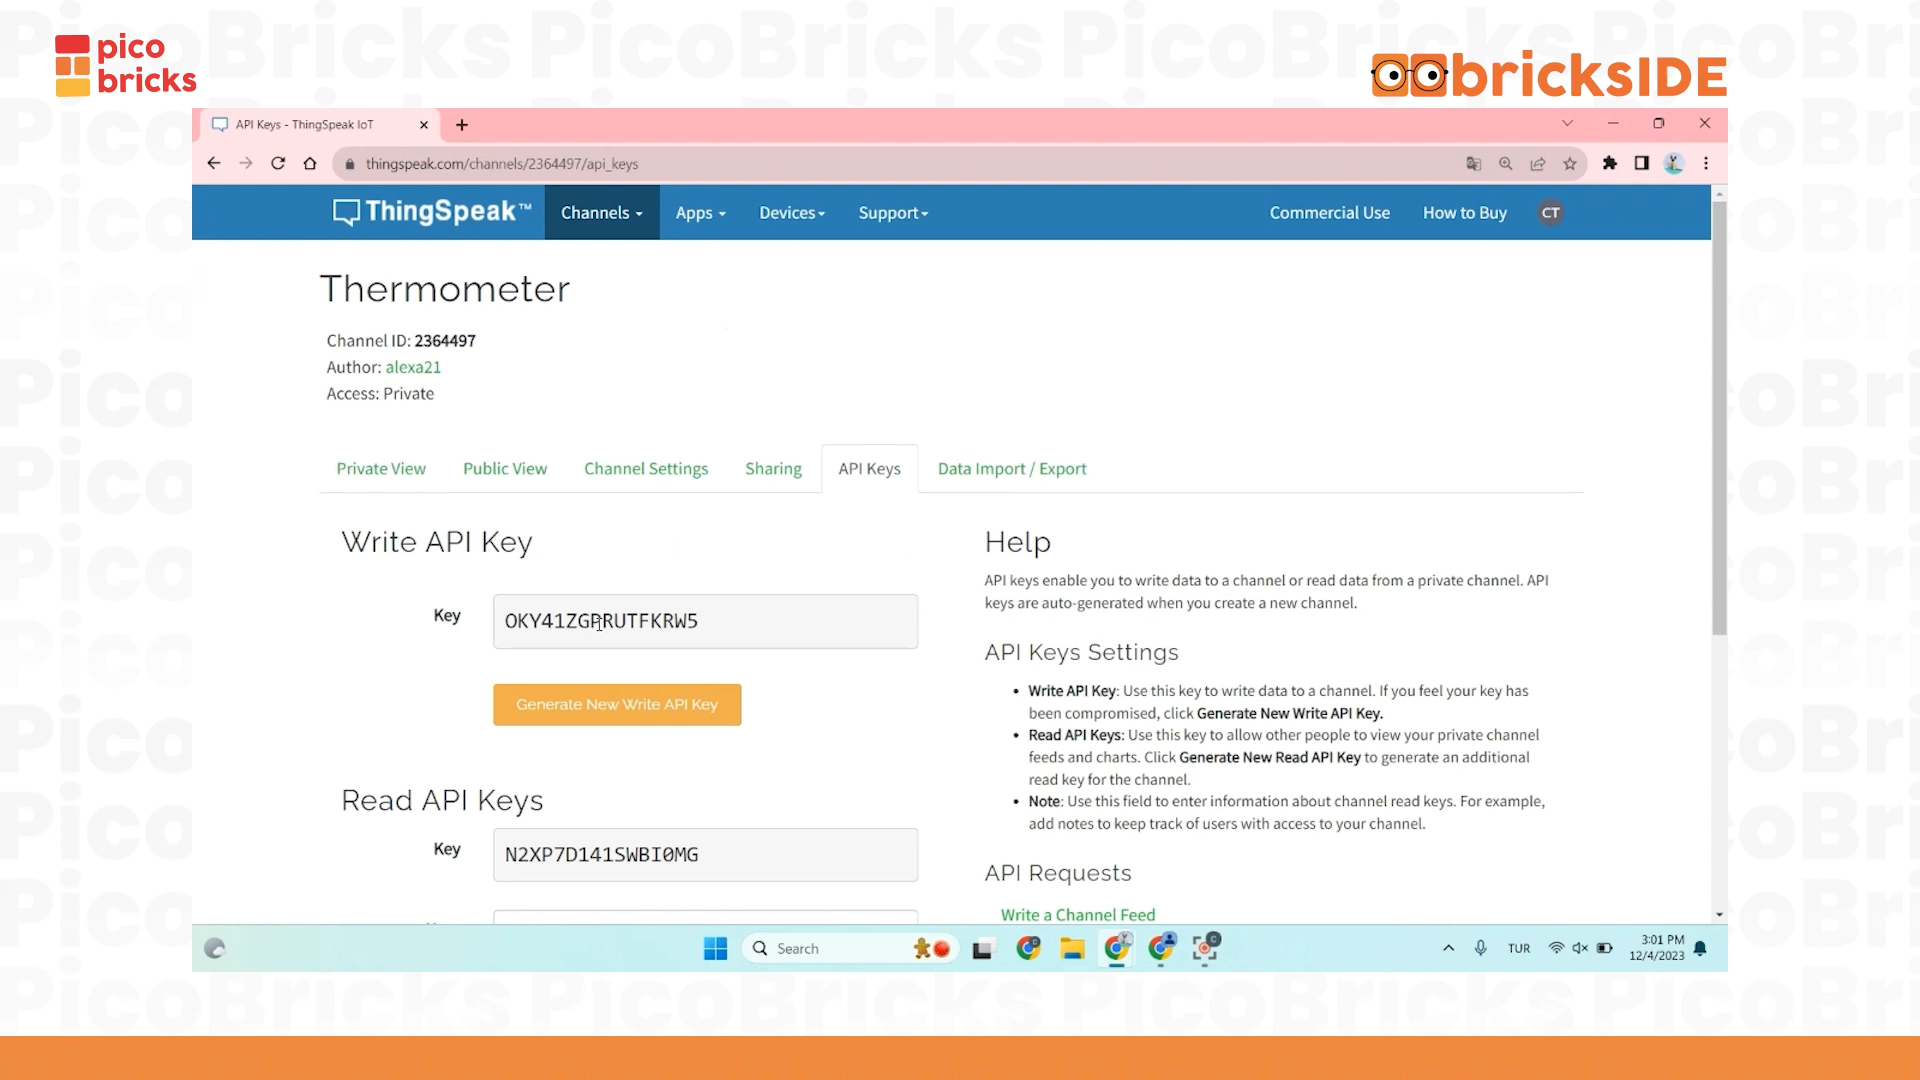 pico
bricks
bricksIDE
API Keys - ThingSpeak IoT
thingspeak.com/channels/2364497/api_keys
ThingSpeak™ Channels Apps Devices Support Commercial Use How to Buy CT
Thermometer
Channel ID: 2364497
Author: alexa21
Access: Private
Private View Public View Channel Settings Sharing API Keys Data Import / Export
Write API Key
Key OKY41ZGPRUTFKRW5
Generate New Write API Key
Read API Keys
Key N2XP7D141SWBI0MG
Help
API keys enable you to write data to a channel or read data from a private channel. API
keys are auto-generated when you create a new channel.
API Keys Settings
• Write API Key: Use this key to write data to a channel. If you feel your key has
been compromised, click Generate New Write API Key.
• Read API Keys: Use this key to allow other people to view your private channel
feeds and charts. Click Generate New Read API Key to generate an additional
read key for the channel.
• Note: Use this field to enter information about channel read keys. For example,
add notes to keep track of users with access to your channel.
API Requests
Write a Channel Feed
Search
TUR
3:01 PM
12/4/2023